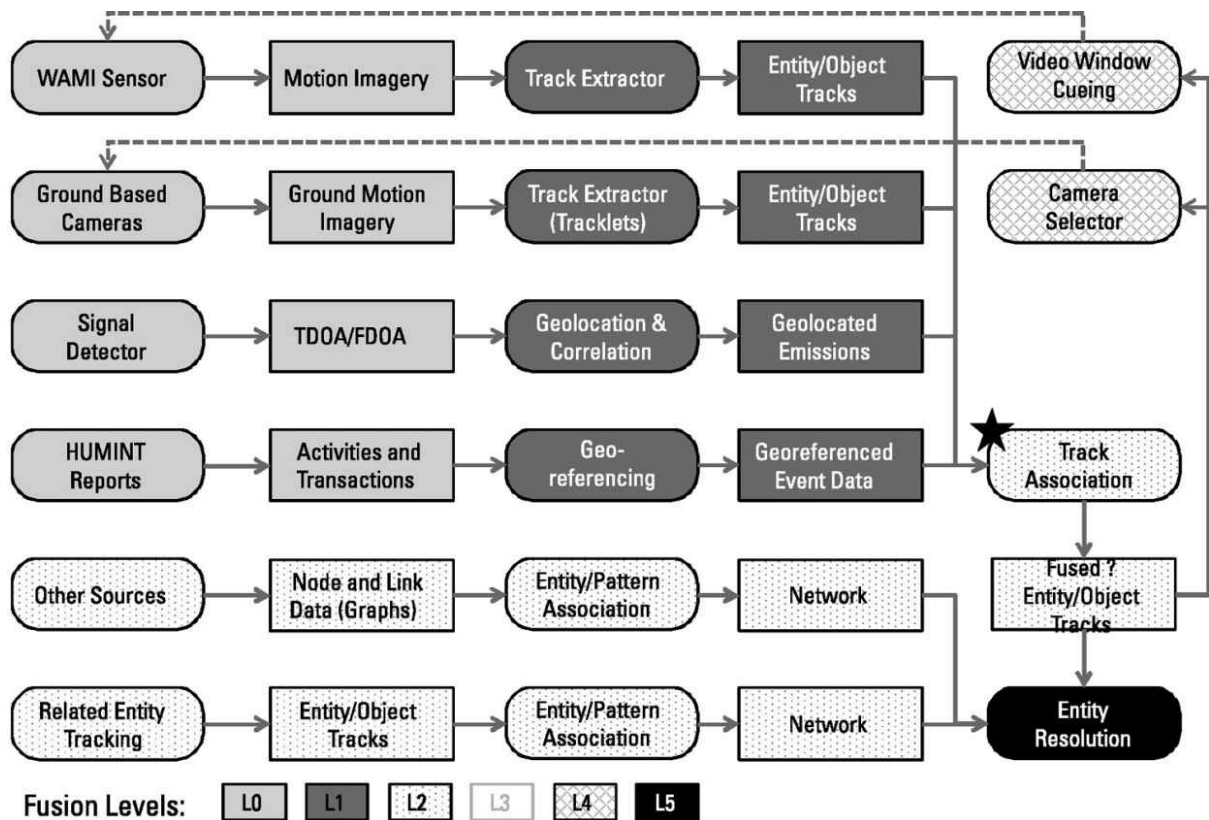 WAMI Sensor
Motion Imagery
Track Extractor
Entity/Object
Tracks
Video Window
Cueing
Ground Based
Cameras
Ground Motion
Imagery
Track Extractor
(Tracklets)
Entity/Object
Tracks
Camera
Selector
Signal
Detector
TDOA/FDOA
Geolocation &
Correlation
Geolocated
Emissions
HUMINT
Reports
Activities and
Transactions
Geo-
referencing
Georeferenced
Event Data
Track
Association
Other Sources
Node and Link
Data (Graphs)
Entity/Pattern
Association
Network
Fused ?
Entity/Object
Tracks
Related Entity
Tracking
Entity/Object
Tracks
Entity/Pattern
Association
Network
Entity
Resolution
Fusion Levels: L0 L1 L2 L3 L4 L5